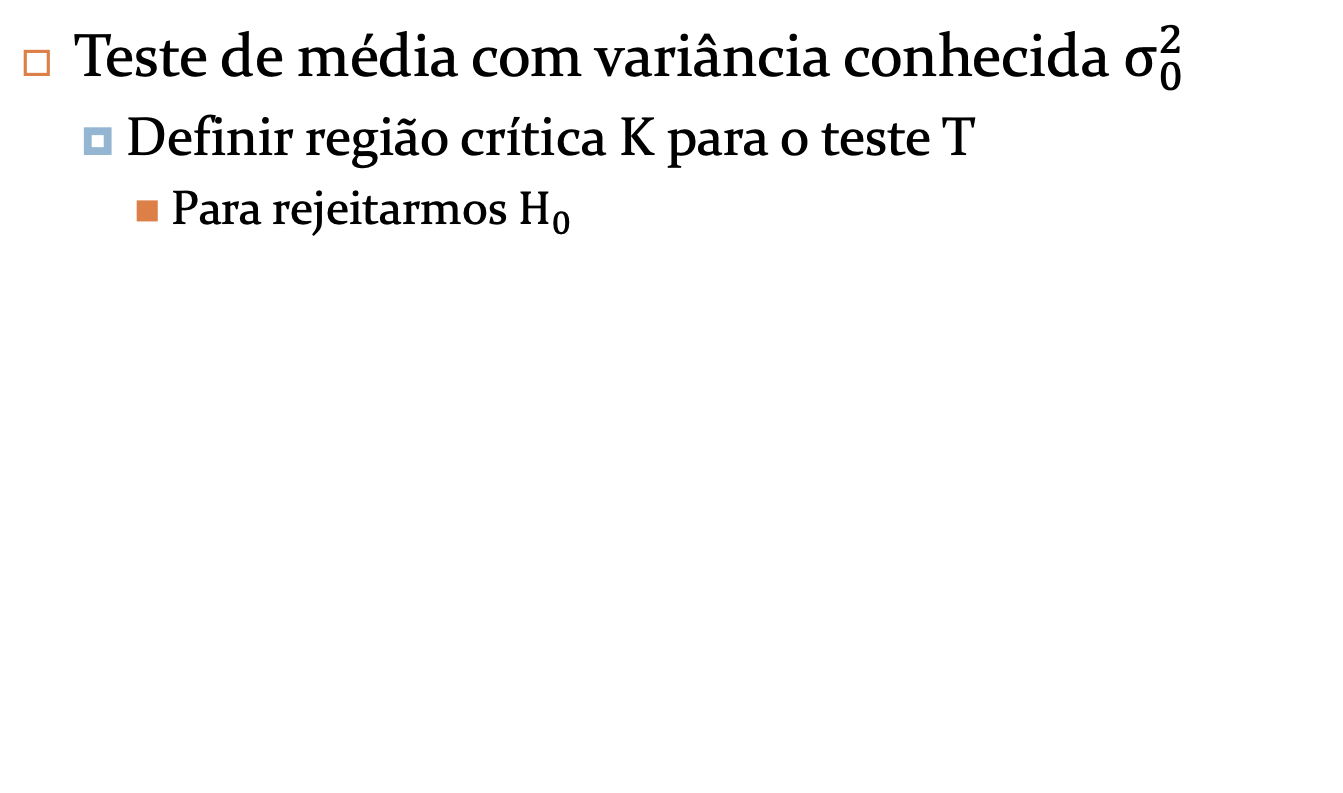 Teste de média com variância conhecida σ₀²
Definir região crítica K para o teste T
Para rejeitarmos H₀